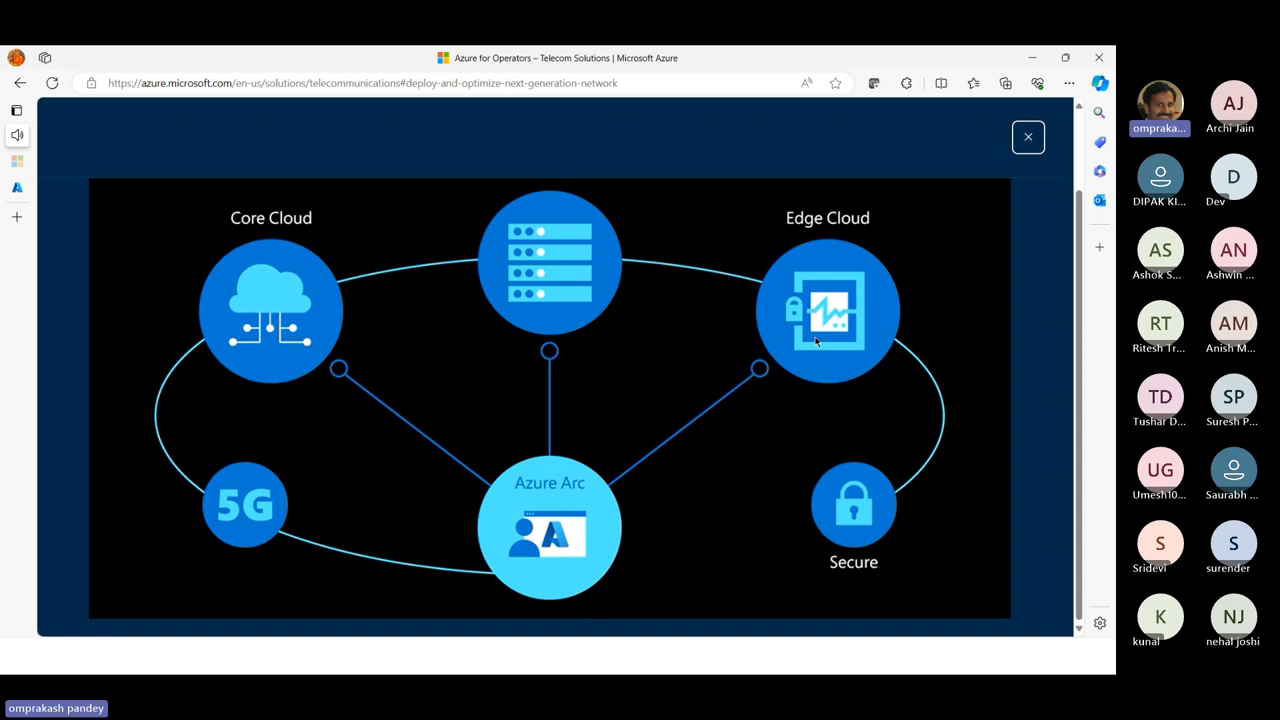 Azure for Operators – Telecom Solutions | Microsoft Azure
https://azure.microsoft.com/en-us/solutions/telecommunications#deploy-and-optimize-next-generation-network
Core Cloud
Edge Cloud
5G
Azure Arc
Secure
ompraka...
AJ
Archi Jain
DIPAK KI...
D
Dev
AS
Ashok S...
AN
Ashwin ...
RT
Ritesh Tr...
AM
Anish M...
TD
Tushar D...
SP
Suresh P...
UG
Umesh10...
Saurabh ...
S
Sridevi
S
surender
K
kunal
NJ
nehal joshi
omprakash pandey